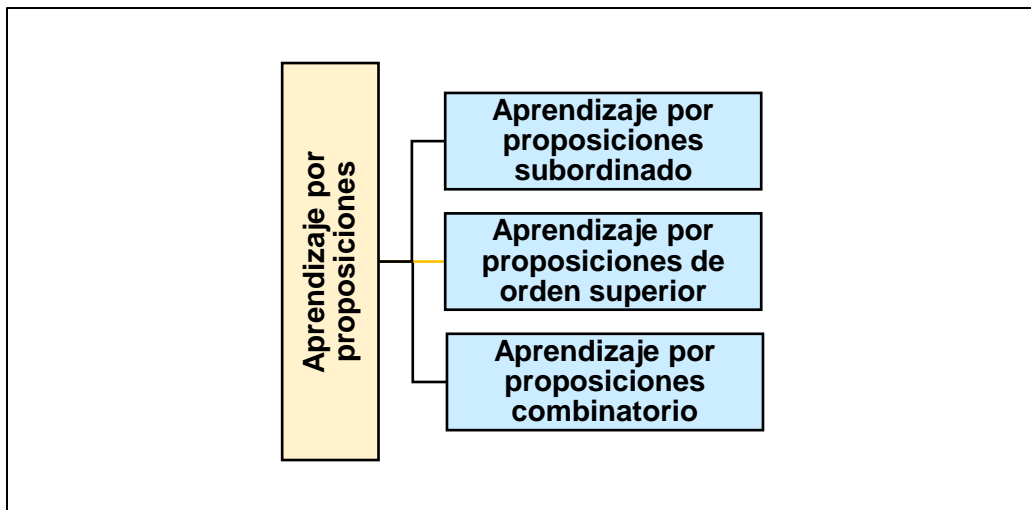 Aprendizaje por
proposiciones
Aprendizaje por
proposiciones
subordinado
Aprendizaje por
proposiciones de
orden superior
Aprendizaje por
proposiciones
combinatorio